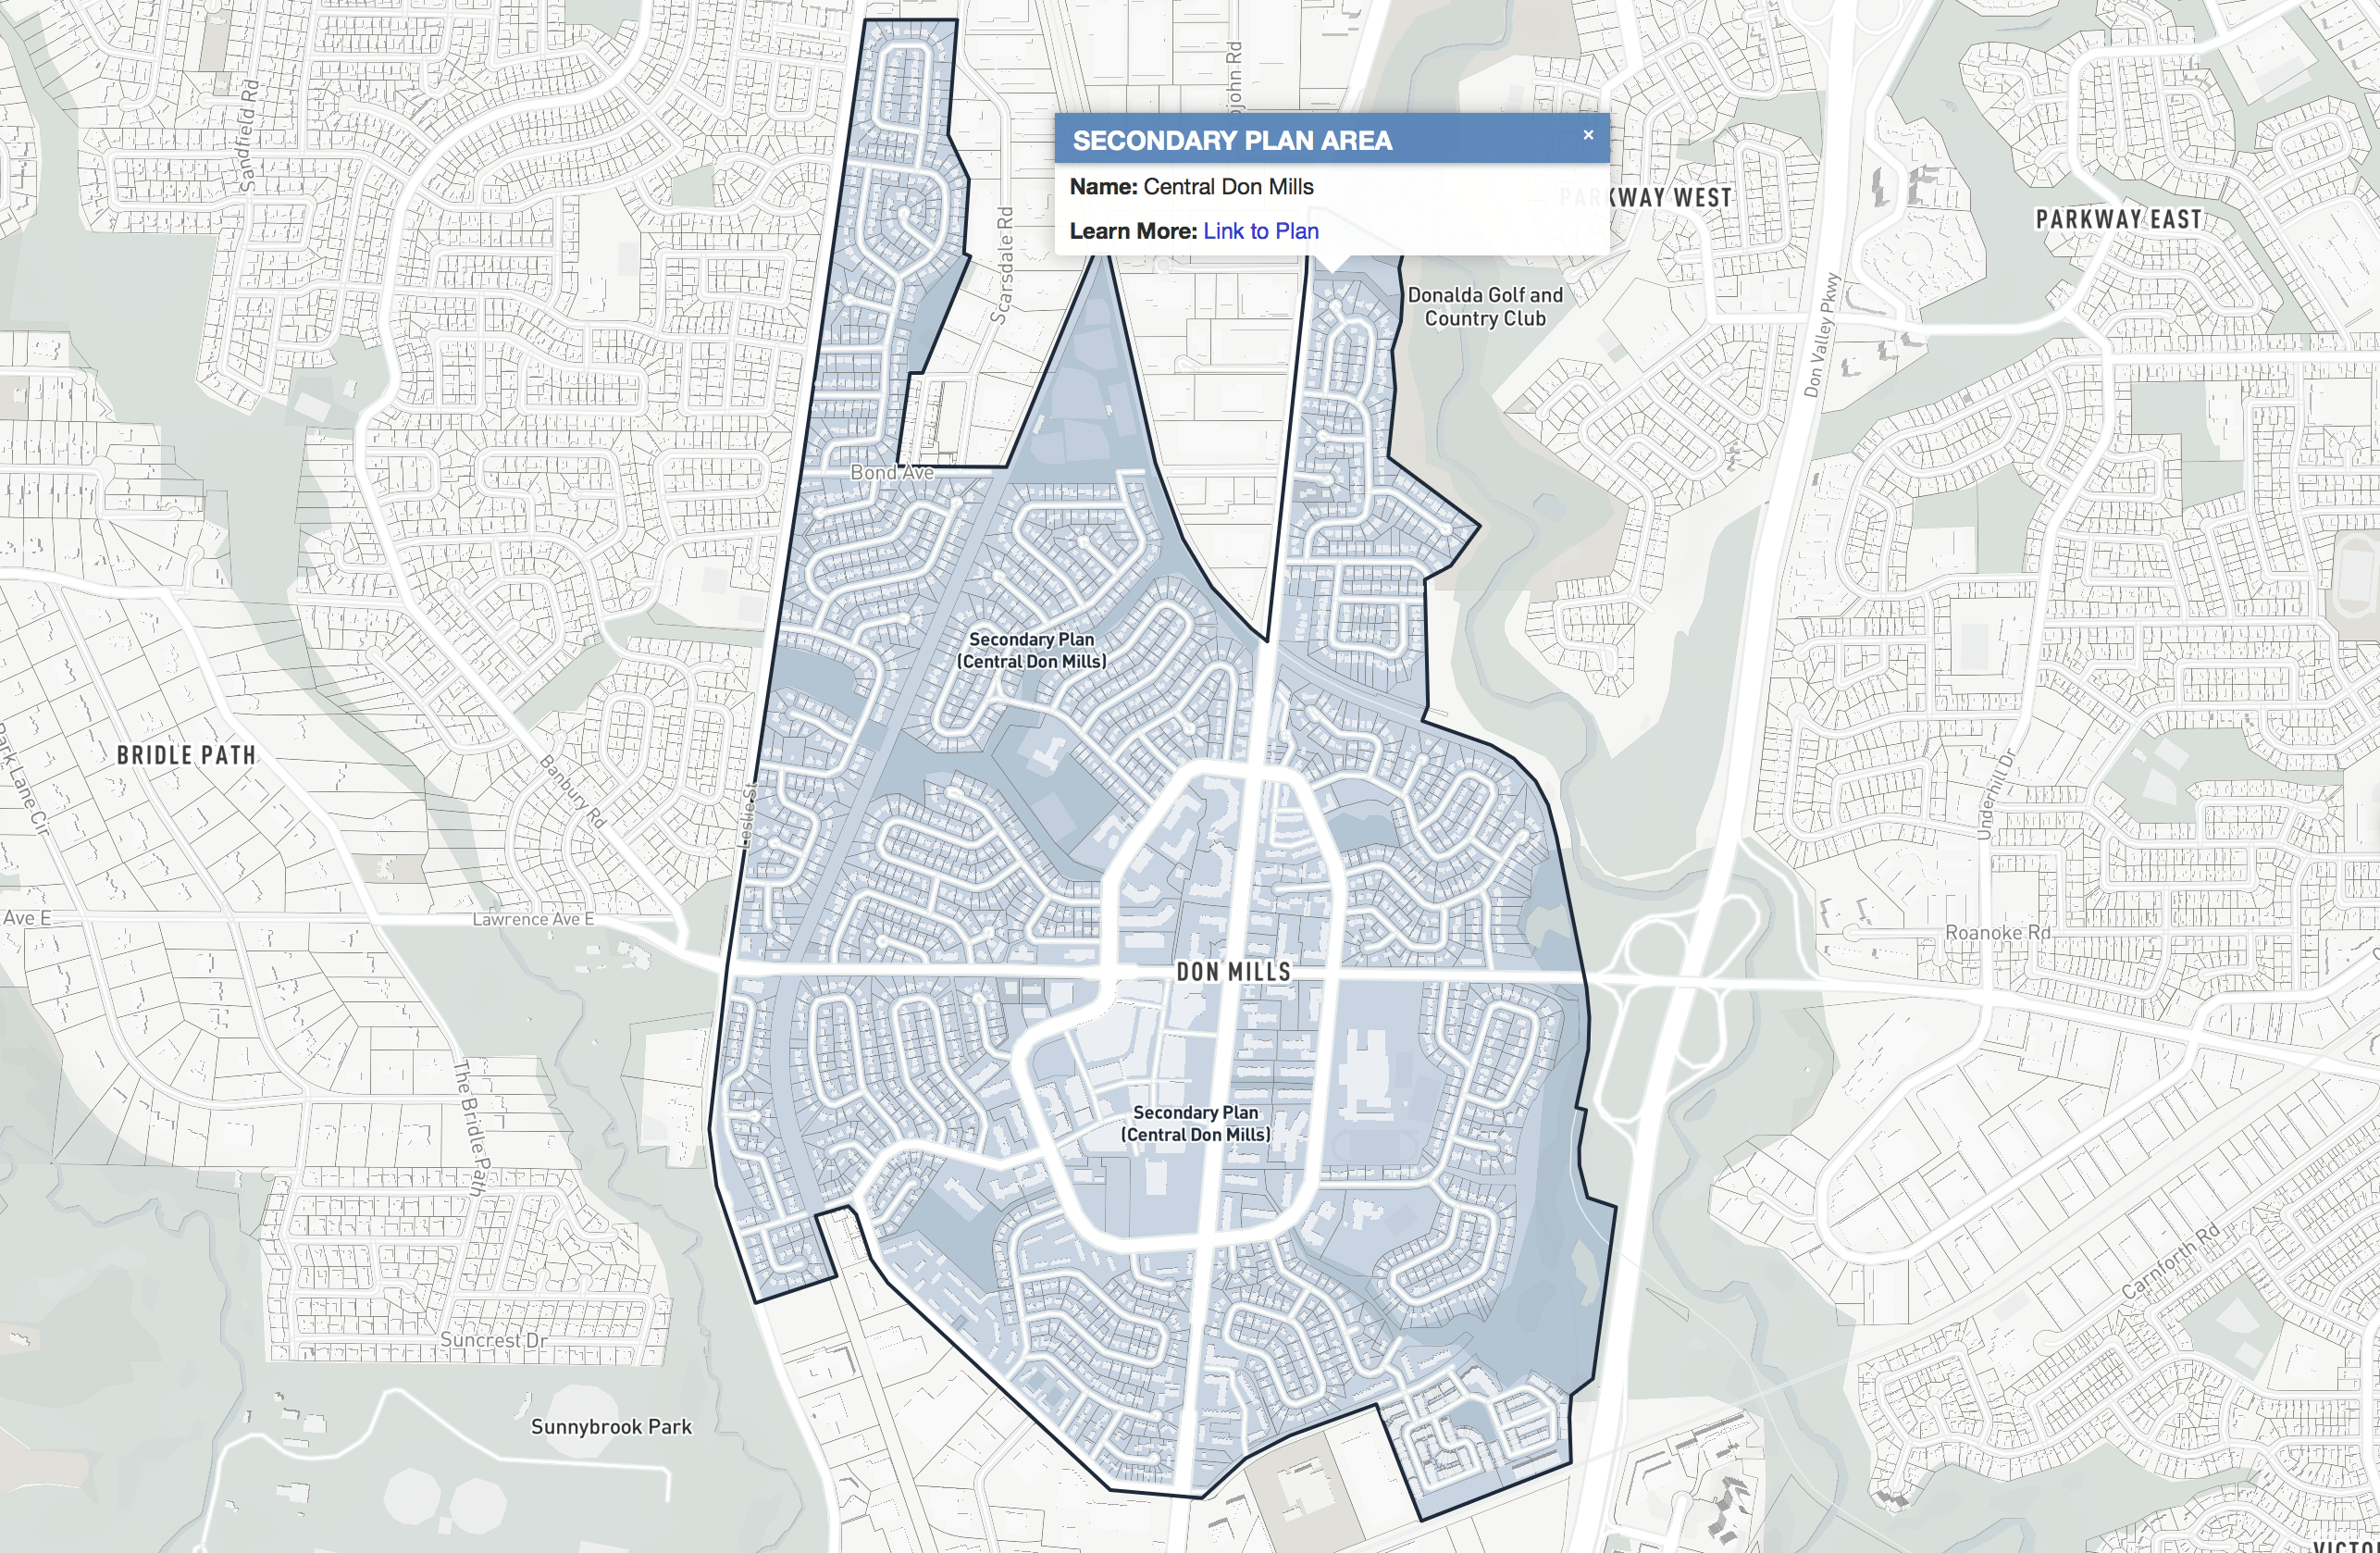 Sandfield Rd
john Rd
SECONDARY PLAN AREA ×
Name: Central Don Mills
Learn More: Link to Plan
PARKWAY WEST
PARKWAY EAST
Scarsdale Rd
Donalda Golf and
Country Club
Don Valley Pkwy
Bond Ave
Secondary Plan
(Central Don Mills)
BRIDLE PATH
Park Lane Cir
Banbury Rd
Leslie St
Underhill Dr
Ave E
Lawrence Ave E
Roanoke Rd
DON MILLS
The Bridle Path
Secondary Plan
(Central Don Mills)
Carnforth Rd
Suncrest Dr
Sunnybrook Park